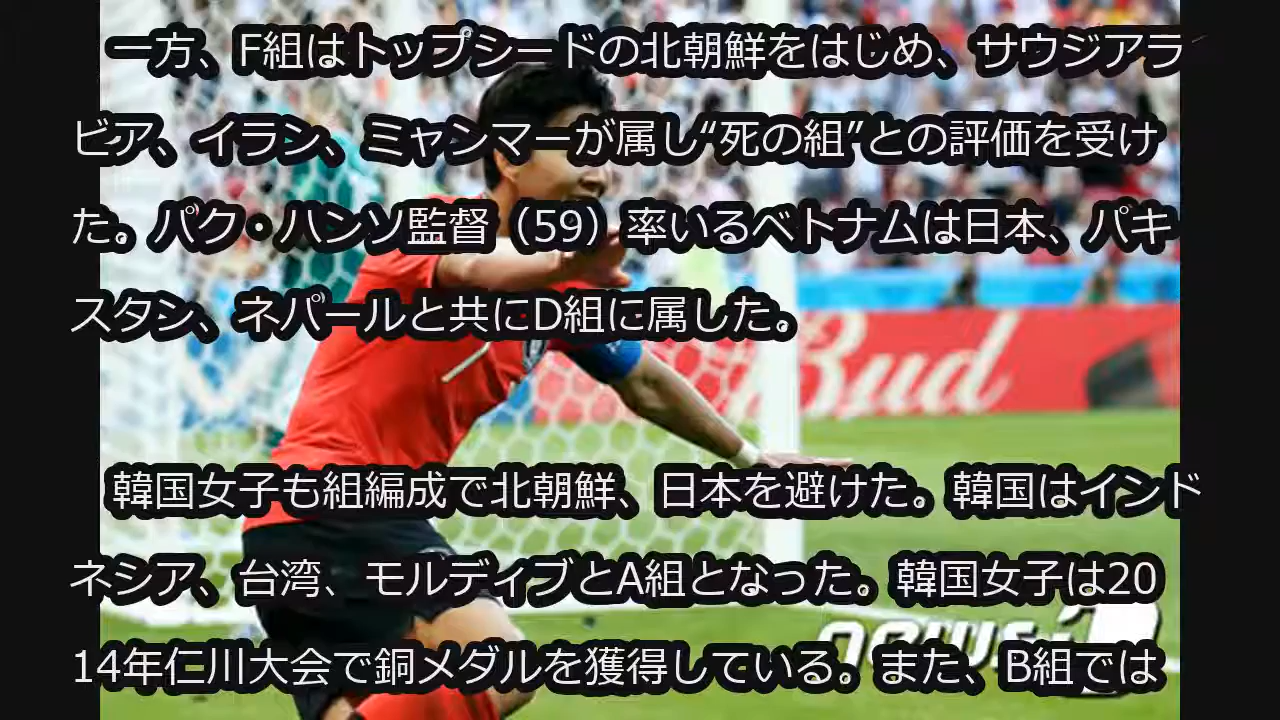 一方、F組はトップシードの北朝鮮をはじめ、サウジアラ
ビア、イラン、ミャンマーが属し“死の組”との評価を受け
た。パク・ハンソ監督（59）率いるベトナムは日本、パキ
スタン、ネパールと共にD組に属した。
Bud
韓国女子も組編成で北朝鮮、日本を避けた。韓国はインド
ネシア、台湾、モルディブとA組となった。韓国女子は20
14年仁川大会で銅メダルを獲得している。また、B組では